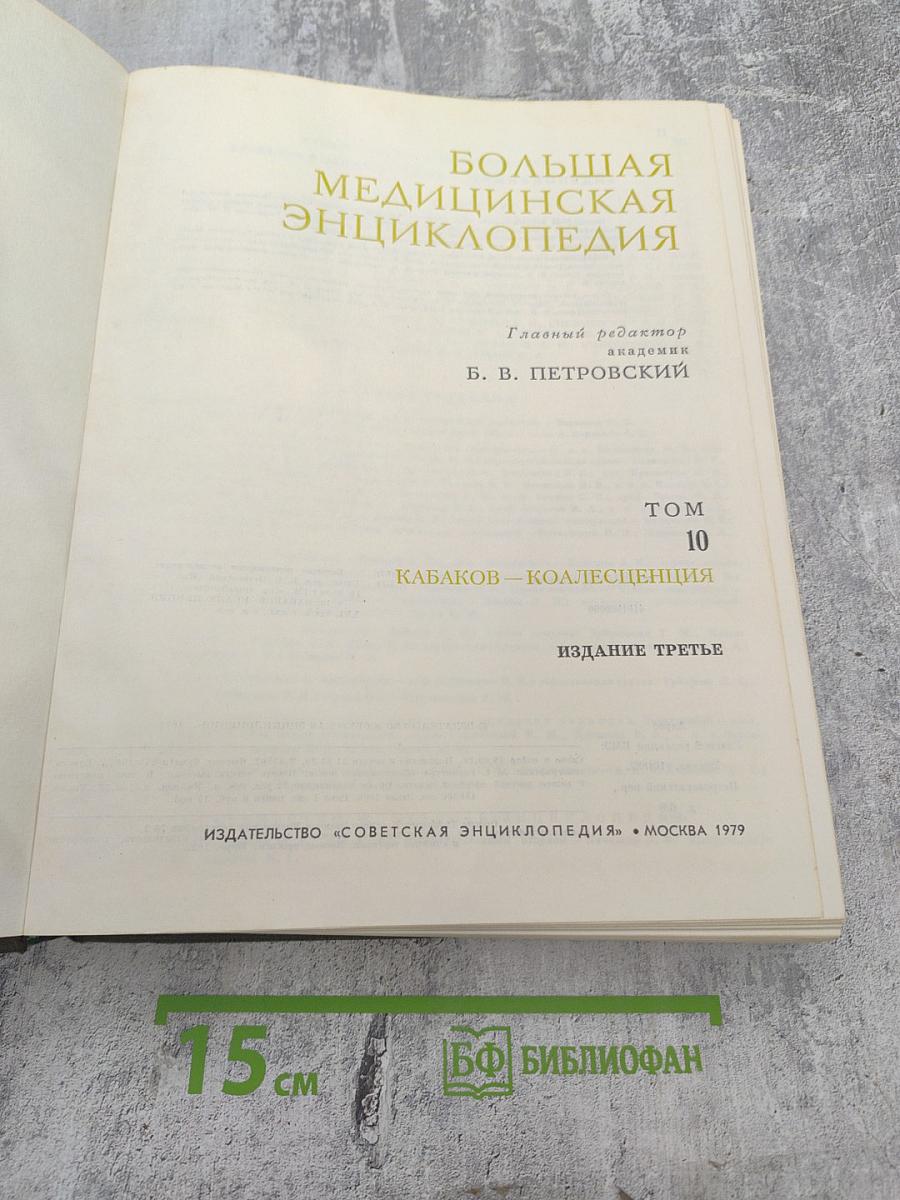 БОЛЬШАЯ
МЕДИЦИНСКАЯ
ЭНЦИКЛОПЕДИЯ
Главный редактор
академик
Б. В. ПЕТРОВСКИЙ
ТОМ
10
КАБАКОВ — КОАЛЕСЦЕНЦИЯ
ИЗДАНИЕ ТРЕТЬЕ
ИЗДАТЕЛЬСТВО «СОВЕТСКАЯ ЭНЦИКЛОПЕДИЯ» • МОСКВА 1979
15 см
БФ БИБЛИОФАН